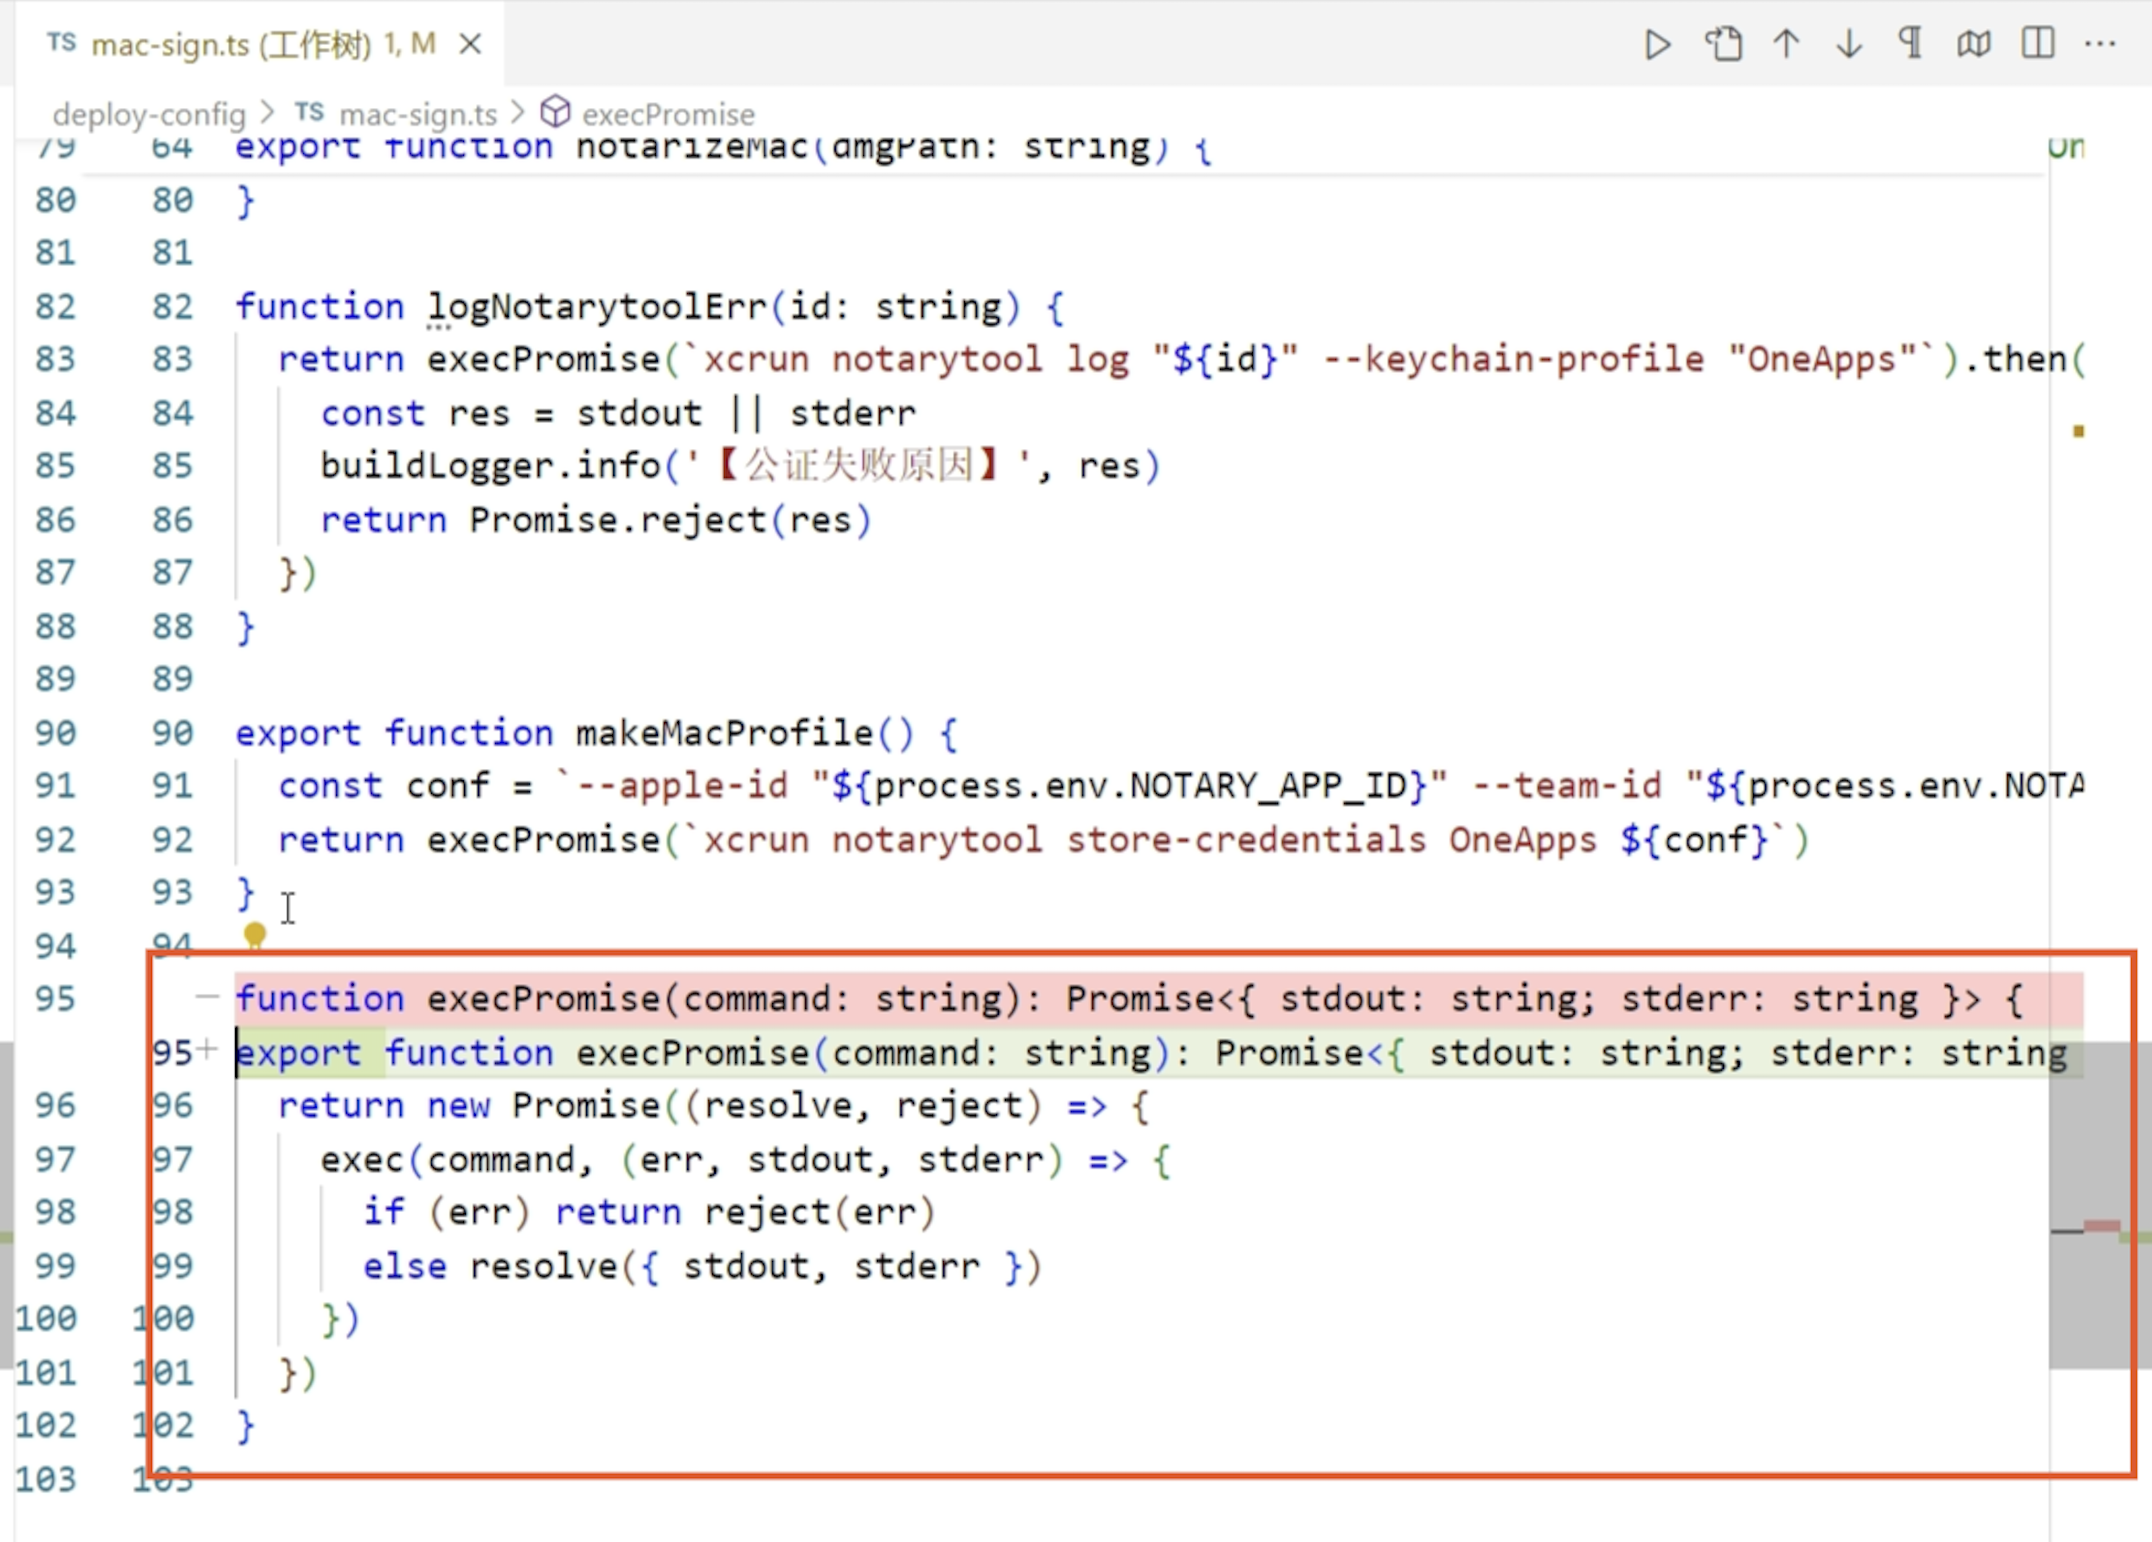 TS mac-sign.ts (工作树) 1, M
deploy-config > TS mac-sign.ts > execPromise
79 64 export function notarizeMac(dmgPath: string) {
80 80 }
81 81
82 82 function logNotarytoolErr(id: string) {
83 83 return execPromise(`xcrun notarytool log "${id}" --keychain-profile "OneApps"`).then(
84 84 const res = stdout || stderr
85 85 buildLogger.info('【公证失败原因】', res)
86 86 return Promise.reject(res)
87 87 })
88 88 }
89 89
90 90 export function makeMacProfile() {
91 91 const conf = `--apple-id "${process.env.NOTARY_APP_ID}" --team-id "${process.env.NOTA
92 92 return execPromise(`xcrun notarytool store-credentials OneApps ${conf}`)
93 93 }
94 94
95 — function execPromise(command: string): Promise<{ stdout: string; stderr: string }> {
95+ export function execPromise(command: string): Promise<{ stdout: string; stderr: string
96 96 return new Promise((resolve, reject) => {
97 97 exec(command, (err, stdout, stderr) => {
98 98 if (err) return reject(err)
99 99 else resolve({ stdout, stderr })
100 100 })
101 101 })
102 102 }
103 103